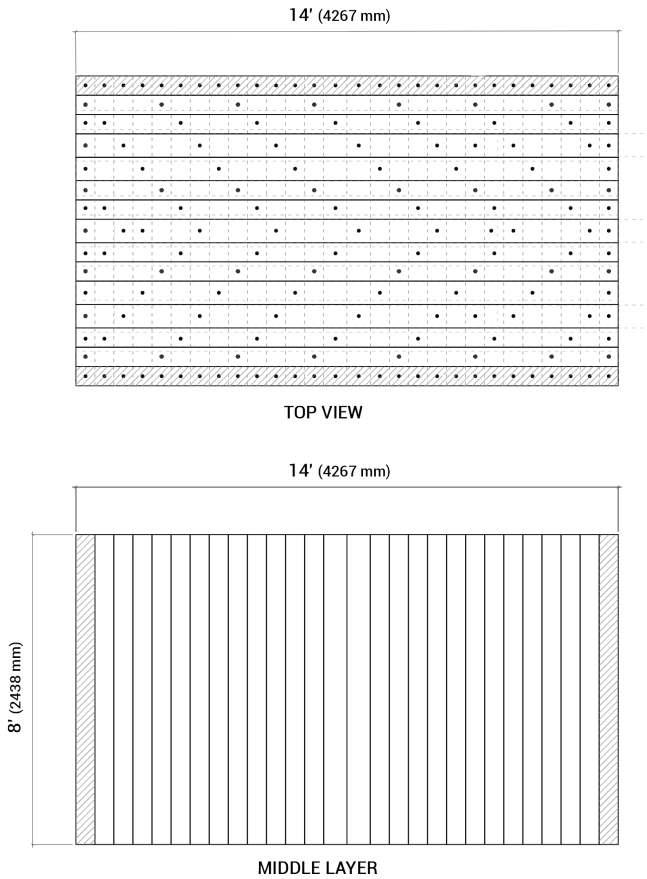 14' (4267 mm)
TOP VIEW
14' (4267 mm)
8' (2438 mm)
MIDDLE LAYER